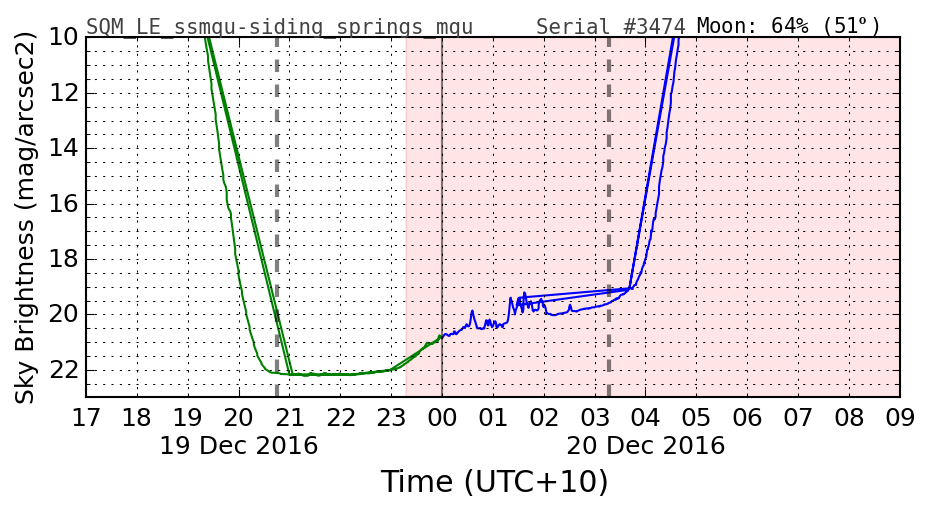 SQM_LE_ssmqu-siding_springs_mqu Serial #3474 Moon: 64% (51°)
Sky Brightness (mag/arcsec2)
10
12
14
16
18
20
22
17 18 19 20 21 22 23 00 01 02 03 04 05 06 07 08 09
19 Dec 2016 20 Dec 2016
Time (UTC+10)